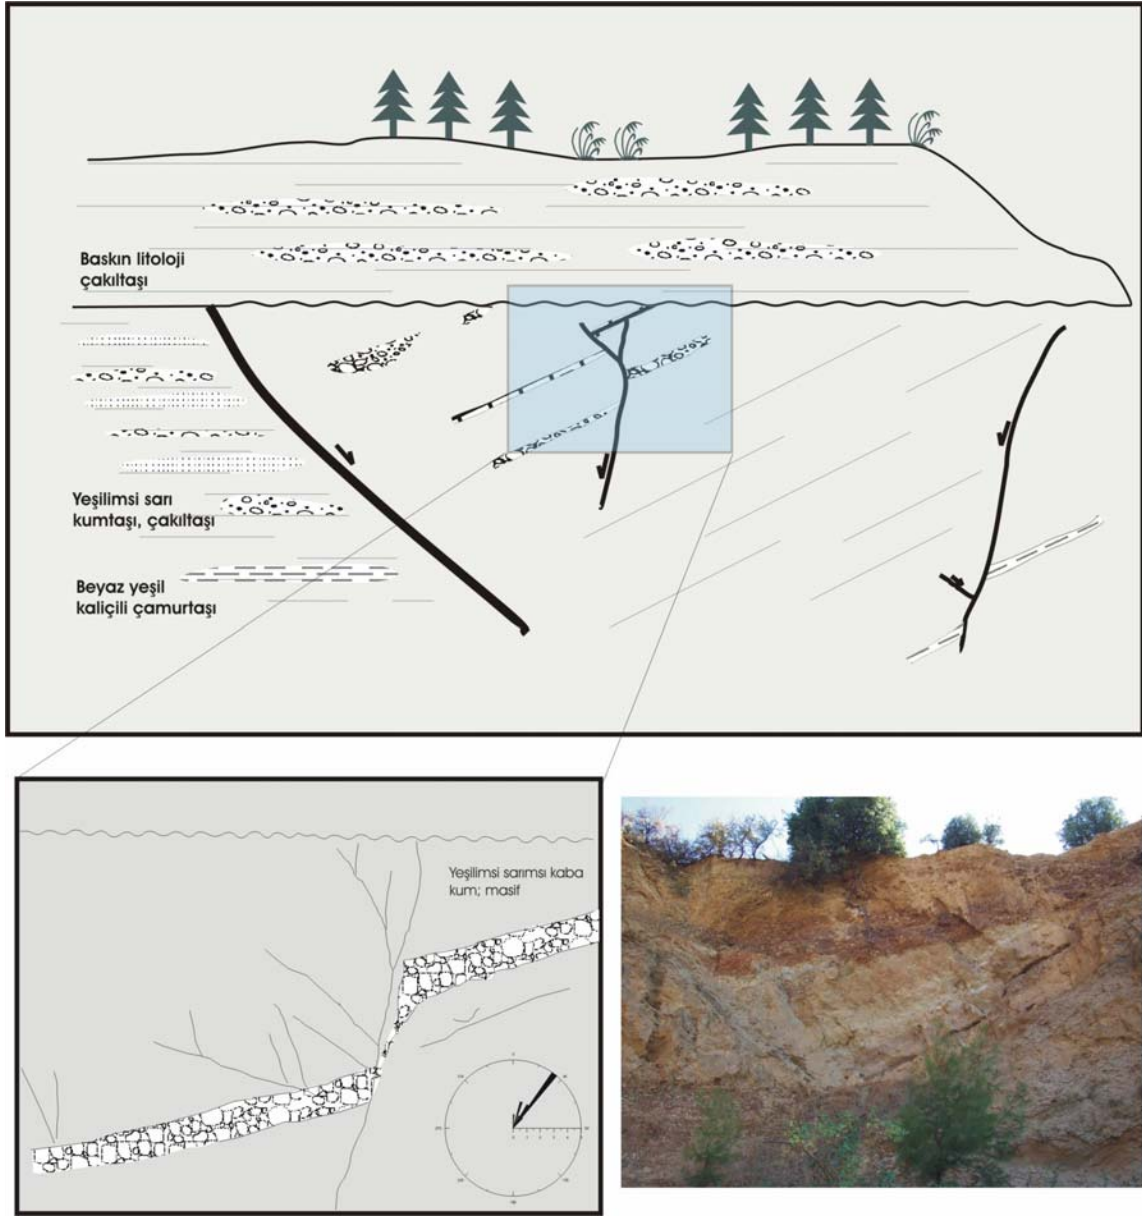 Baskın litoloji
çakıltaşı
Yeşilimsi sarı
kumtaşı, çakıltaşı
Beyaz yeşil
kaliçili çamurtaşı
Yeşilimsi sarımsı kaba
kum; masif